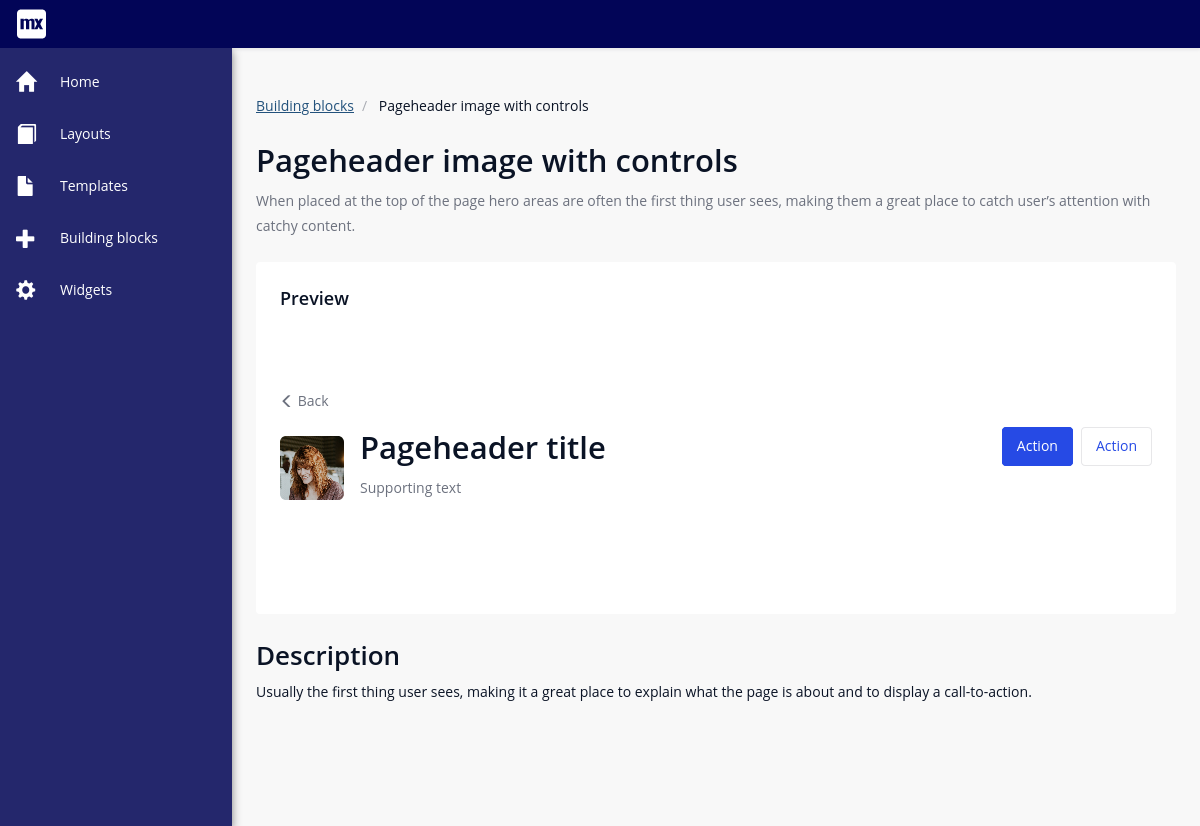 mx
Home
Layouts
Templates
Building blocks
Widgets
Building blocks / Pageheader image with controls
Pageheader image with controls
When placed at the top of the page hero areas are often the first thing user sees, making them a great place to catch user’s attention with
catchy content.
Preview
Back
Pageheader title
Supporting text
Action
Action
Description
Usually the first thing user sees, making it a great place to explain what the page is about and to display a call-to-action.